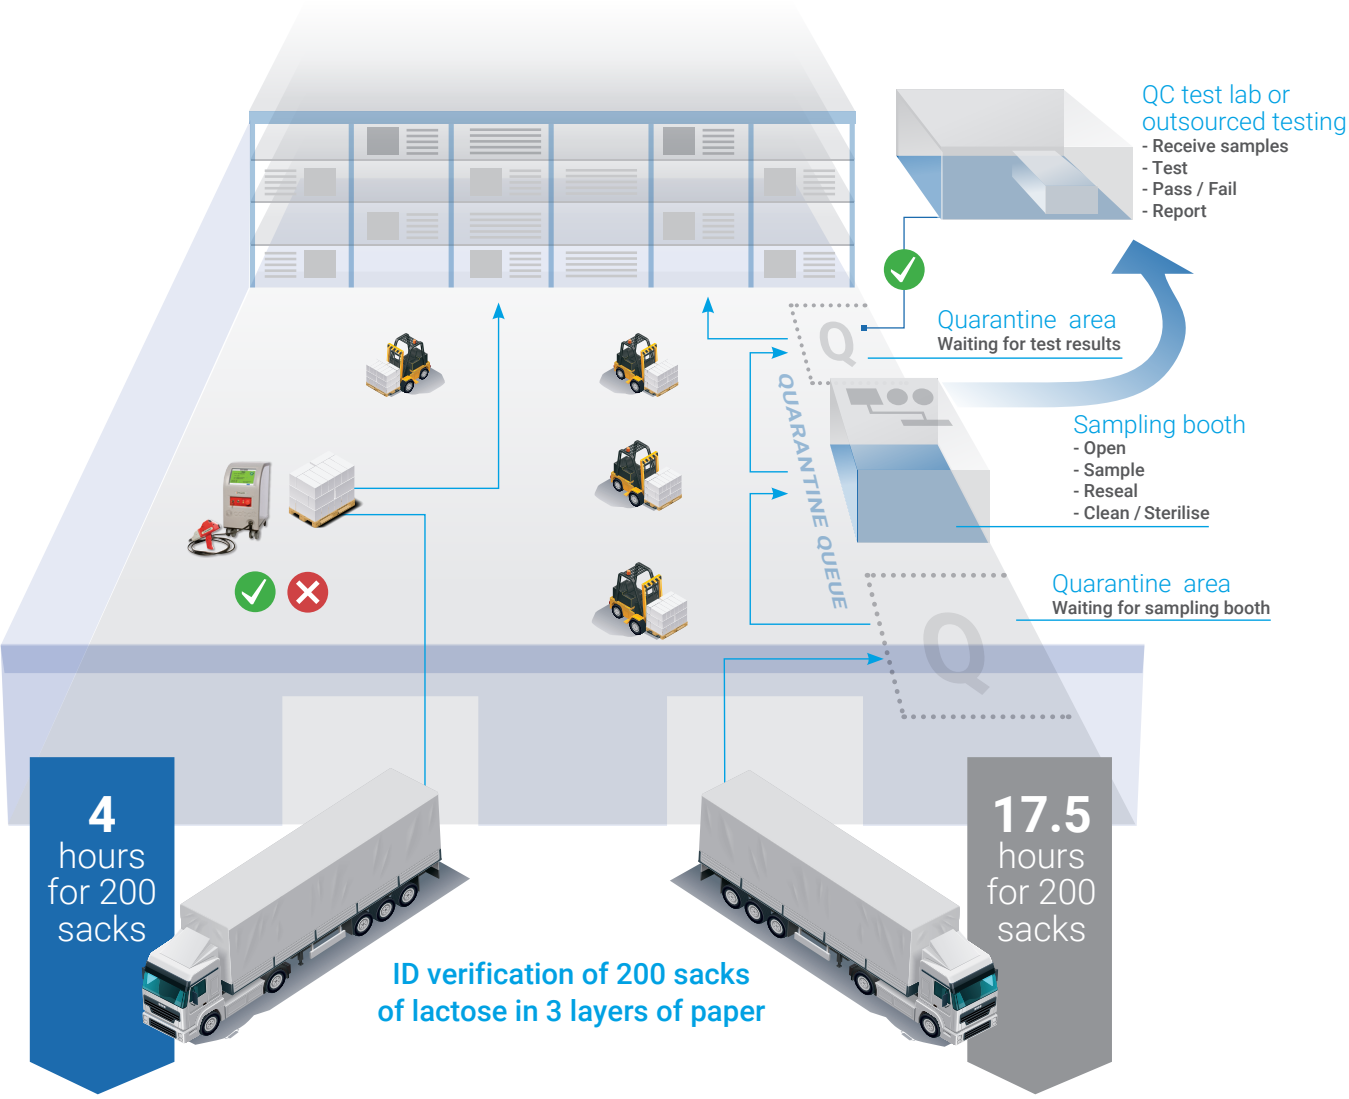 QC test lab or
outsourced testing
- Receive samples
- Test
- Pass / Fail
- Report
Quarantine area
Waiting for test results
Q
QUARANTINE QUEUE
Sampling booth
- Open
- Sample
- Reseal
- Clean / Sterilise
Quarantine area
Waiting for sampling booth
Q
4
hours
for 200
sacks
17.5
hours
for 200
sacks
ID verification of 200 sacks
of lactose in 3 layers of paper